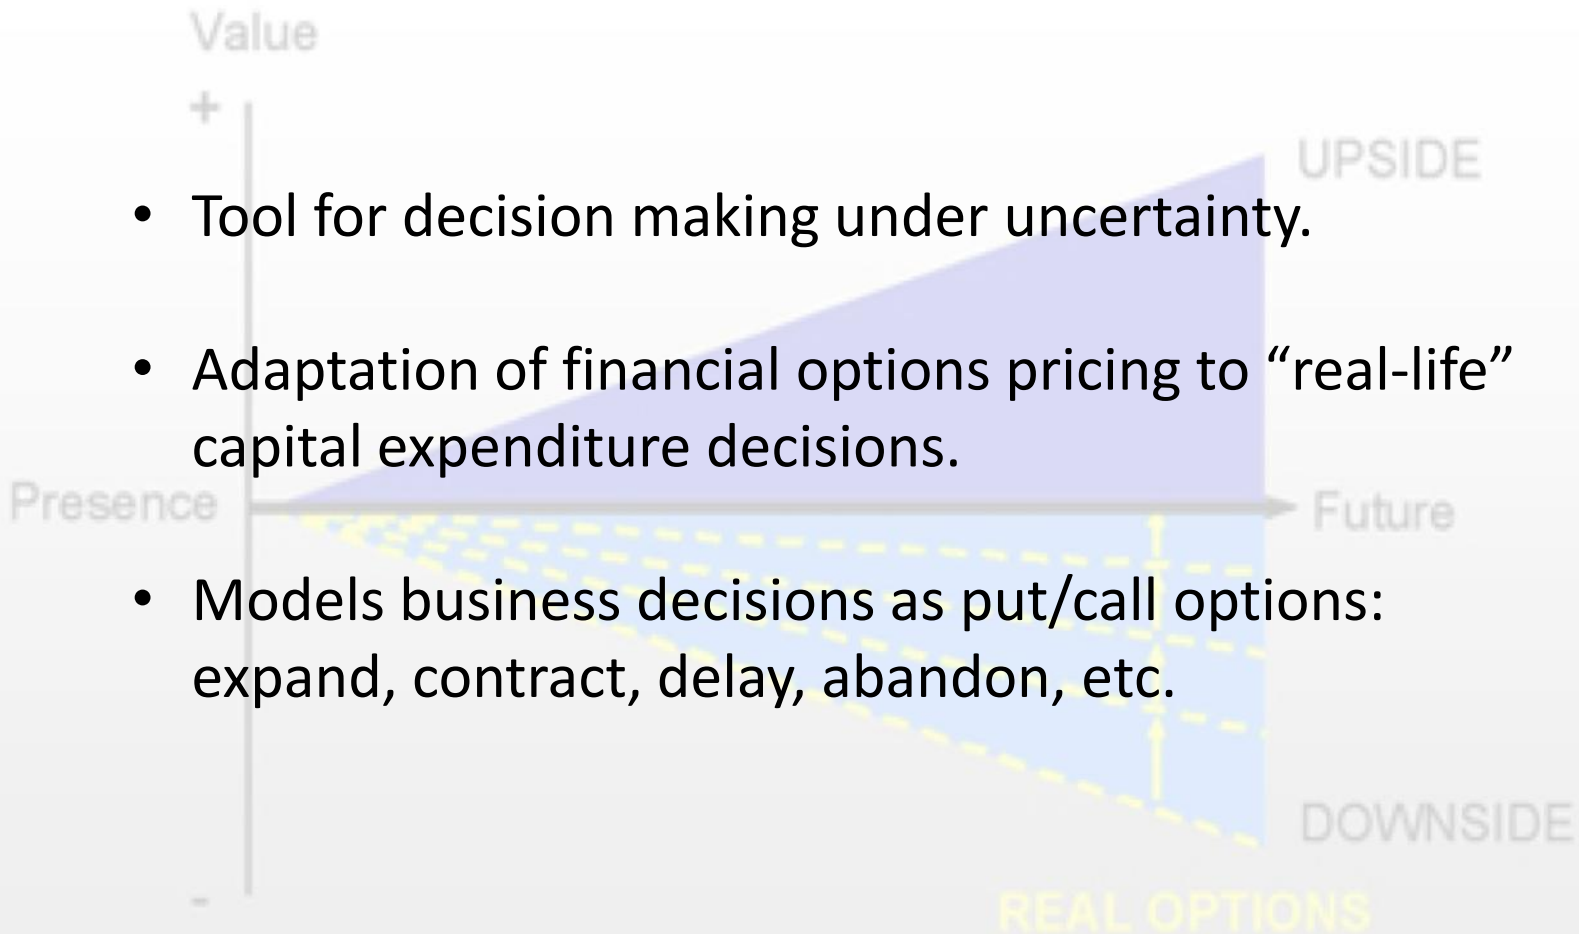 Value
+
UPSIDE
• Tool for decision making under uncertainty.
• Adaptation of financial options pricing to “real-life”
capital expenditure decisions.
Presence
Future
• Models business decisions as put/call options:
expand, contract, delay, abandon, etc.
DOWNSIDE
-
REAL OPTIONS